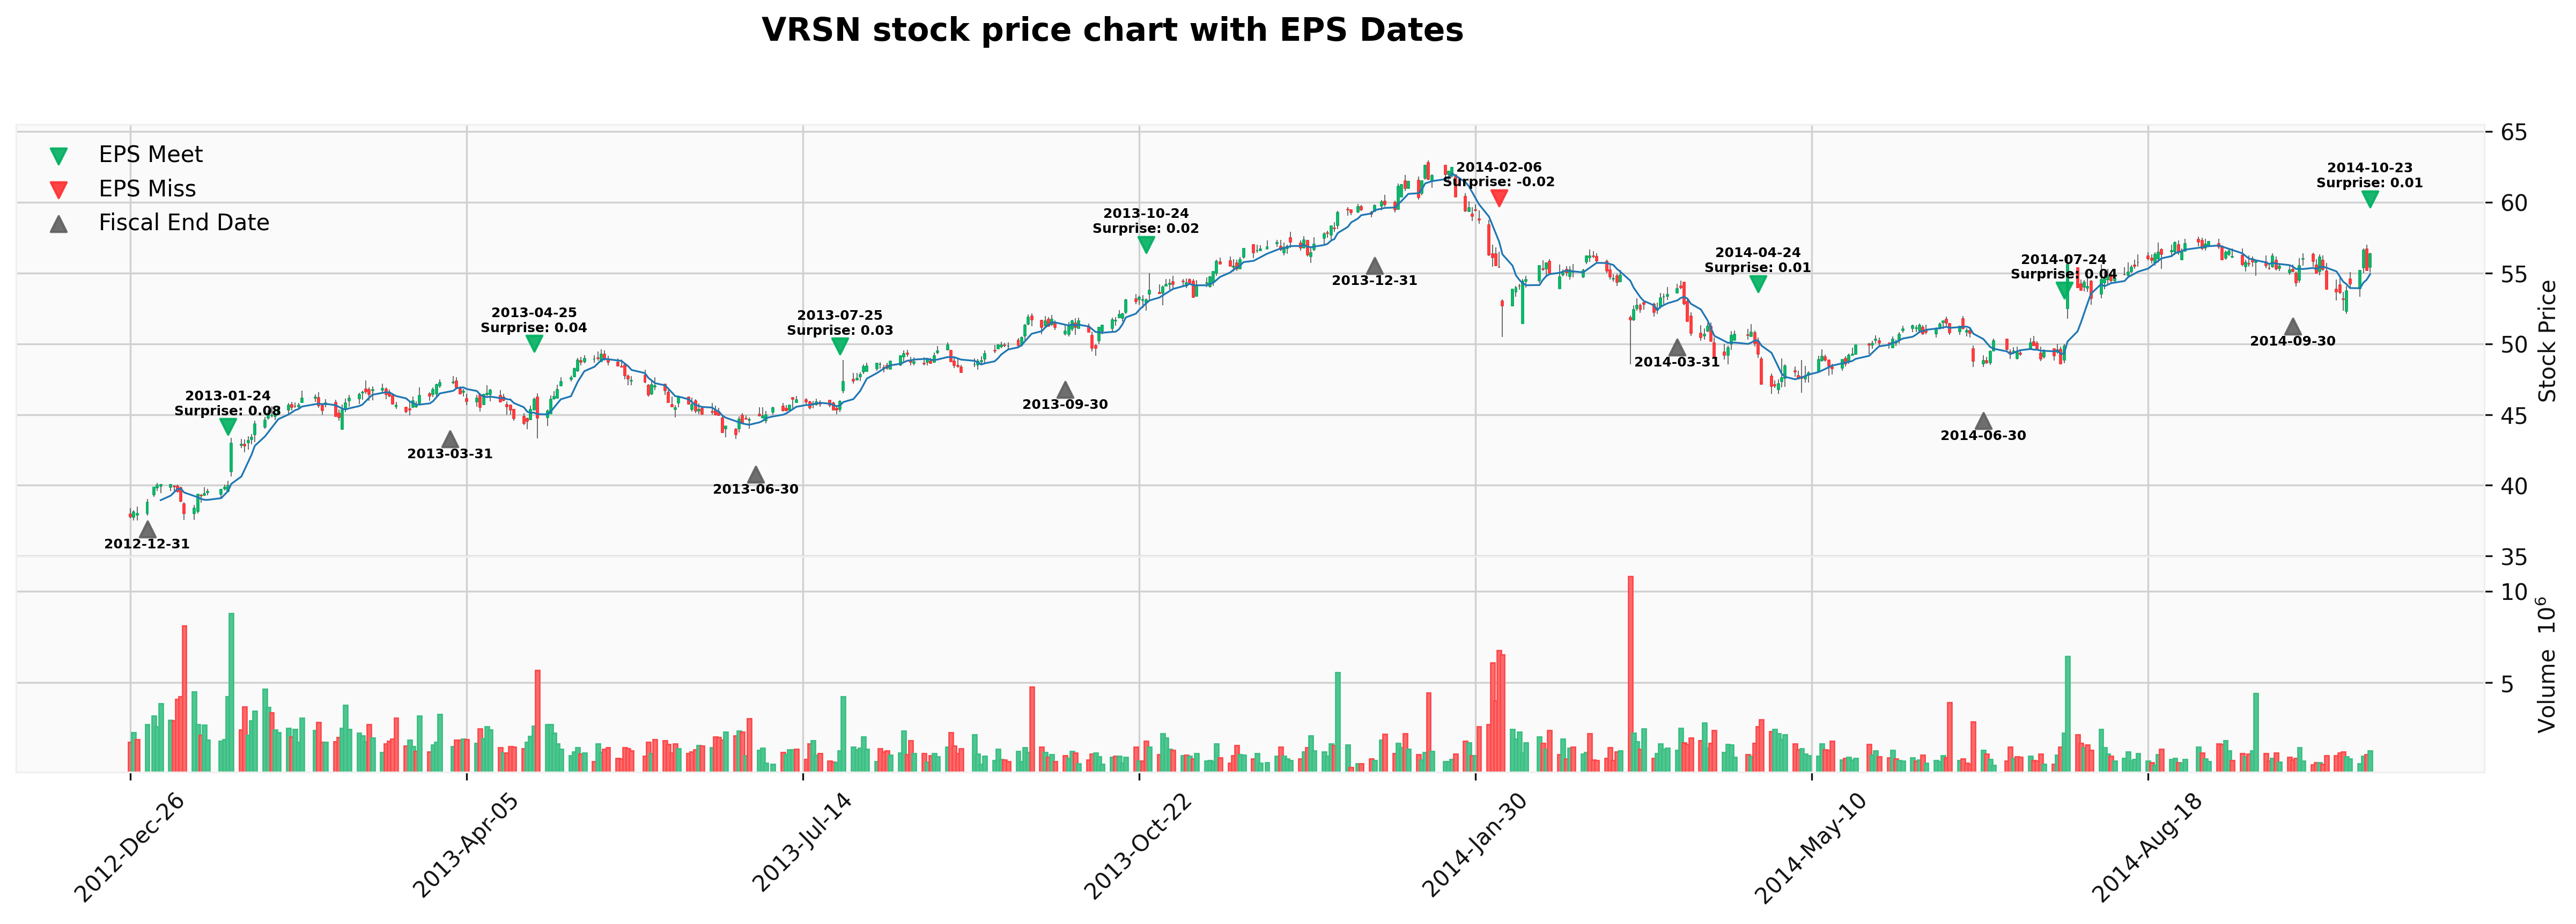 VRSN stock price chart with EPS Dates
EPS Meet
EPS Miss
Fiscal End Date
2012-12-31
2013-01-24
Surprise: 0.08
2013-03-31
2013-04-25
Surprise: 0.04
2013-06-30
2013-07-25
Surprise: 0.03
2013-09-30
2013-10-24
Surprise: 0.02
2013-12-31
2014-02-06
Surprise: -0.02
2014-03-31
2014-04-24
Surprise: 0.01
2014-06-30
2014-07-24
Surprise: 0.04
2014-09-30
2014-10-23
Surprise: 0.01
65
60
55
50
45
40
35
Stock Price
10
5
Volume 10⁶
2012-Dec-26
2013-Apr-05
2013-Jul-14
2013-Oct-22
2014-Jan-30
2014-May-10
2014-Aug-18